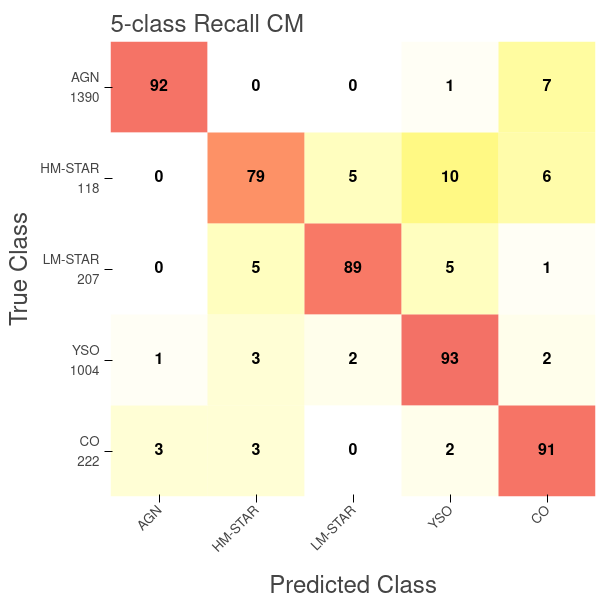 5-class Recall CM
AGN
1390
92 0 0 1 7
HM-STAR
118
0 79 5 10 6
LM-STAR
207
0 5 89 5 1
YSO
1004
1 3 2 93 2
CO
222
3 3 0 2 91
AGN HM-STAR LM-STAR YSO CO
True Class
Predicted Class